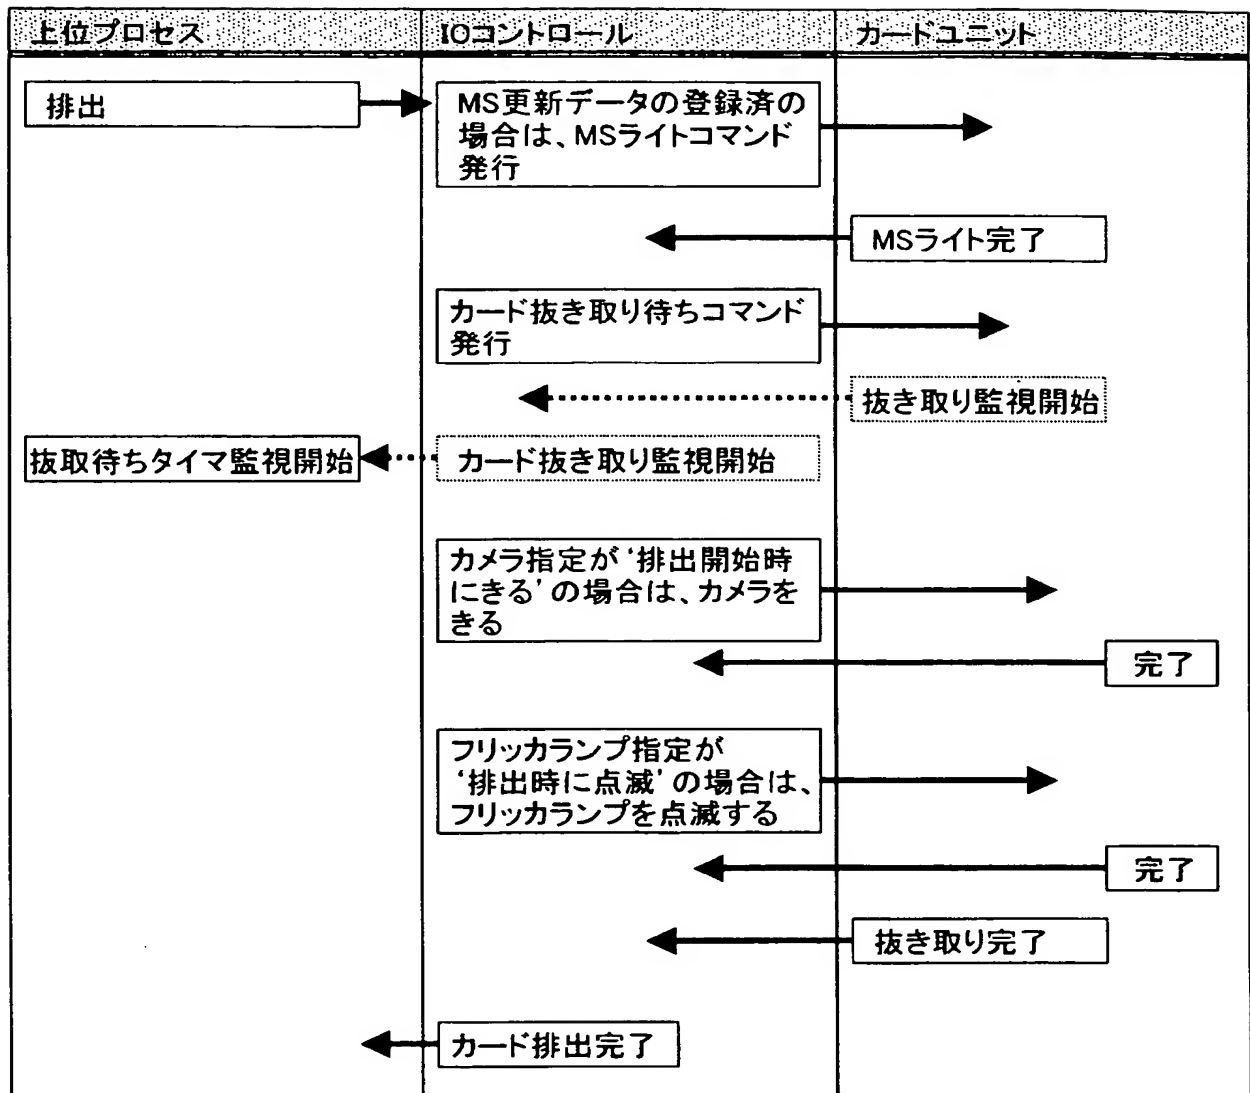 上位プロセス
IOコントロール
カードユニット
排出
MS更新データの登録済の
場合は、MSライトコマンド
発行
MSライト完了
カード抜き取り待ちコマンド
発行
抜き取り監視開始
抜取待ちタイマ監視開始
カード抜き取り監視開始
カメラ指定が‘排出開始時
にきる’の場合は、カメラを
きる
完了
フリッカランプ指定が
‘排出時に点滅’の場合は、
フリッカランプを点滅する
完了
抜き取り完了
カード排出完了